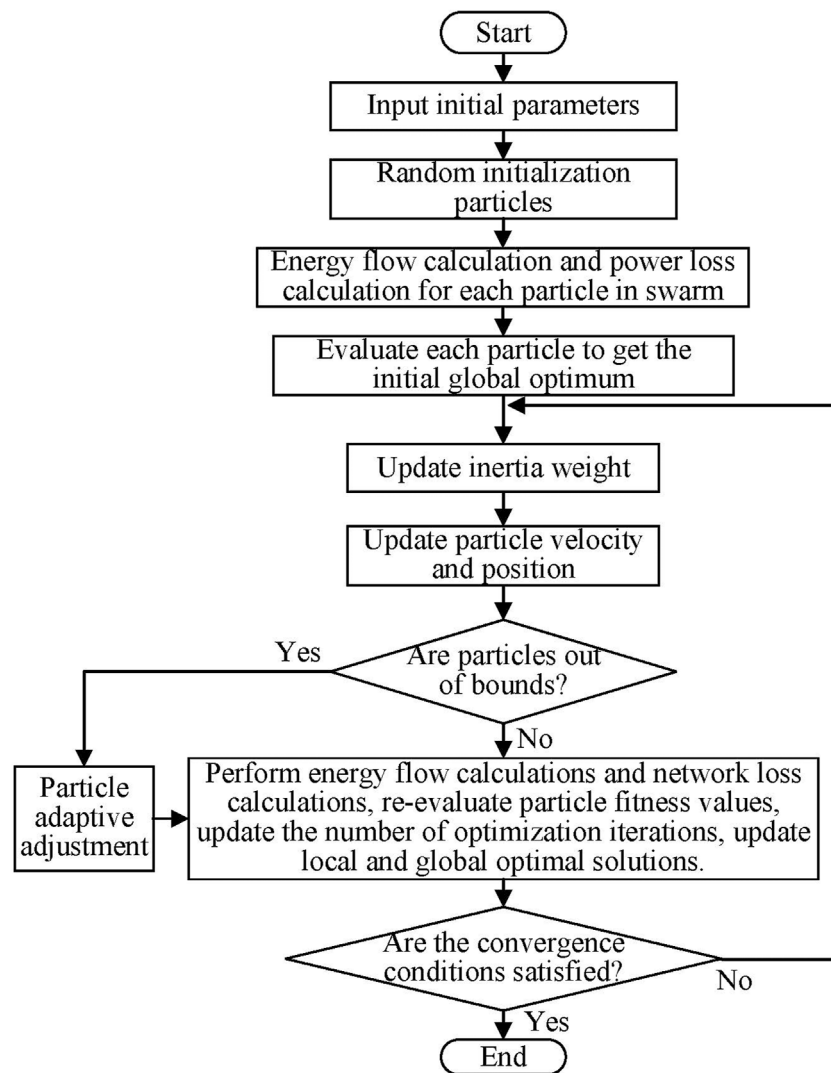 Start
Input initial parameters
Random initialization
particles
Energy flow calculation and power loss
calculation for each particle in swarm
Evaluate each particle to get the
initial global optimum
Update inertia weight
Update particle velocity
and position
Yes
Are particles out
of bounds?
No
Particle
adaptive
adjustment
Perform energy flow calculations and network loss
calculations, re-evaluate particle fitness values,
update the number of optimization iterations, update
local and global optimal solutions.
Are the convergence
conditions satisfied?
No
Yes
End